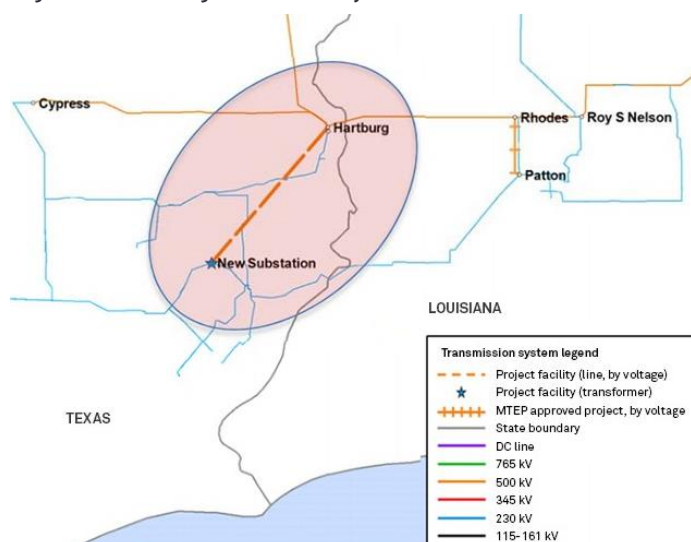 Cypress
Hartburg
Rhodes
Roy S Nelson
Patton
New Substation
LOUISIANA
TEXAS
Transmission system legend
Project facility (line, by voltage)
Project facility (transformer)
MTEP approved project, by voltage
State boundary
DC line
765 kV
500 kV
345 kV
230 kV
115-161 kV